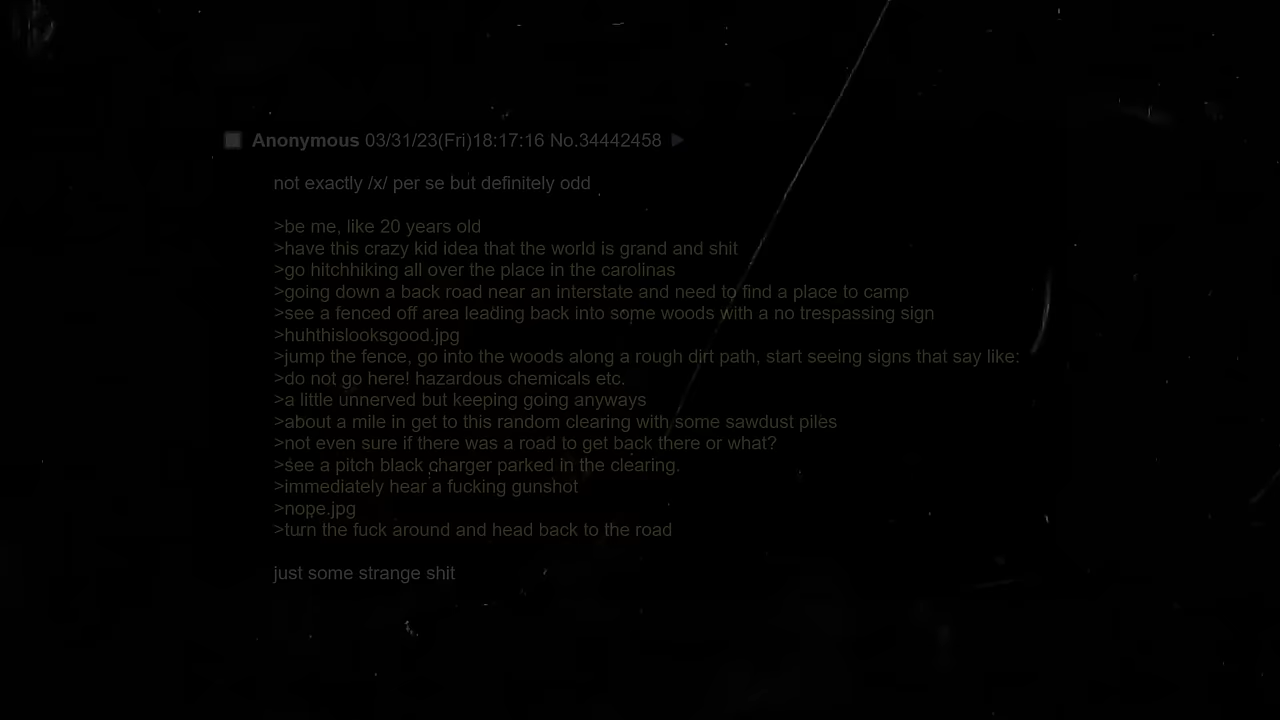 Anonymous 03/31/23(Fri)18:17:16 No.34442458
not exactly /x/ per se but definitely odd
>be me, like 20 years old
>have this crazy kid idea that the world is grand and shit
>go hitchhiking all over the place in the carolinas
>going down a back road near an interstate and need to find a place to camp
>see a fenced off area leading back into some woods with a no trespassing sign
>huhthislooksgood.jpg
>jump the fence, go into the woods along a rough dirt path, start seeing signs that say like:
>do not go here! hazardous chemicals etc.
>a little unnerved but keeping going anyways
>about a mile in get to this random clearing with some sawdust piles
>not even sure if there was a road to get back there or what?
>see a pitch black charger parked in the clearing.
>immediately hear a fucking gunshot
>nope.jpg
>turn the fuck around and head back to the road
just some strange shit